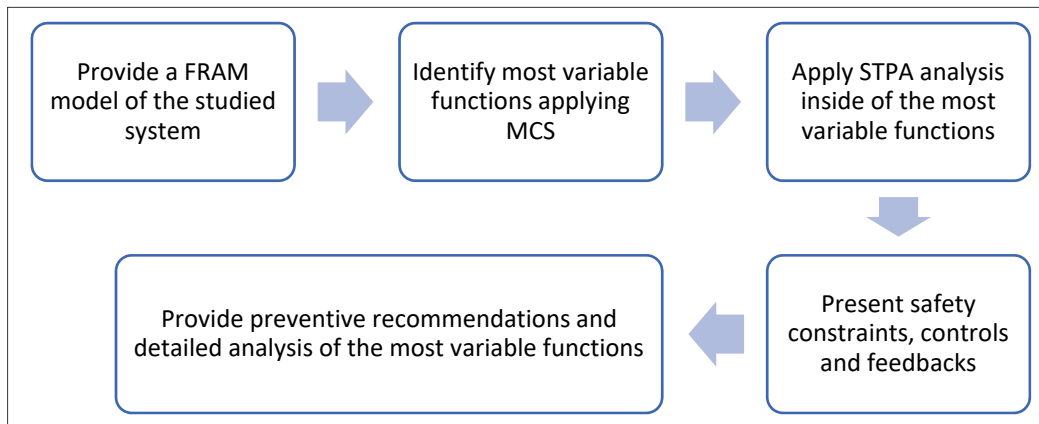 Provide a FRAM
model of the studied
system
Identify most variable
functions applying
MCS
Apply STPA analysis
inside of the most
variable functions
Present safety
constraints, controls
and feedbacks
Provide preventive recommendations and
detailed analysis of the most variable functions